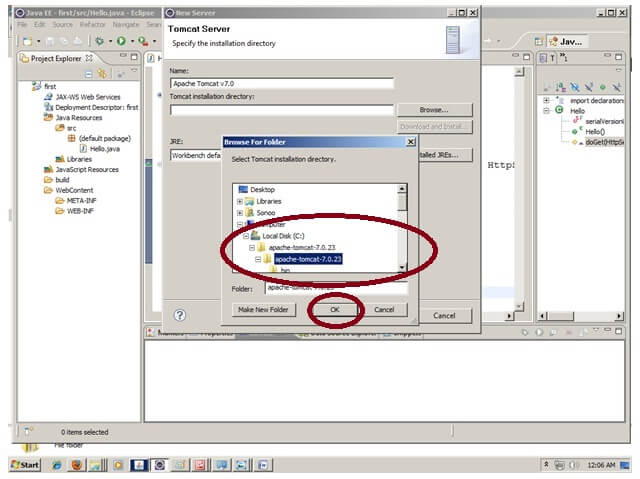 Java EE - first/src/Hello.java - Eclipse
File Edit Source Refactor
New Server
Tomcat Server
Specify the installation directory
Name:
Apache Tomcat v7.0
Tomcat installation directory:
Browse...
Download and Install...
JRE:
Workbench defa
talled JREs...
Browse For Folder
Select Tomcat installation directory.
Desktop
Libraries
Sonoo
Computer
Local Disk (C:)
apache-tomcat-7.0.23
apache-tomcat-7.0.23
bin
Folder:
apache-tomcat-7.0.23
Make New Folder
OK
Cancel
Cancel
Project Explorer
first
JAX-WS Web Services
Deployment Descriptor: first
Java Resources
src
(default package)
Hello.java
Libraries
JavaScript Resources
build
WebContent
META-INF
WEB-INF
Jav...
import declarations
Hello
serialVersionU
Hello()
doGet(HttpSe
HttpS
Markers Properties Data Source Explorer Snippets
0 items selected
File folder
Start
12:06 AM